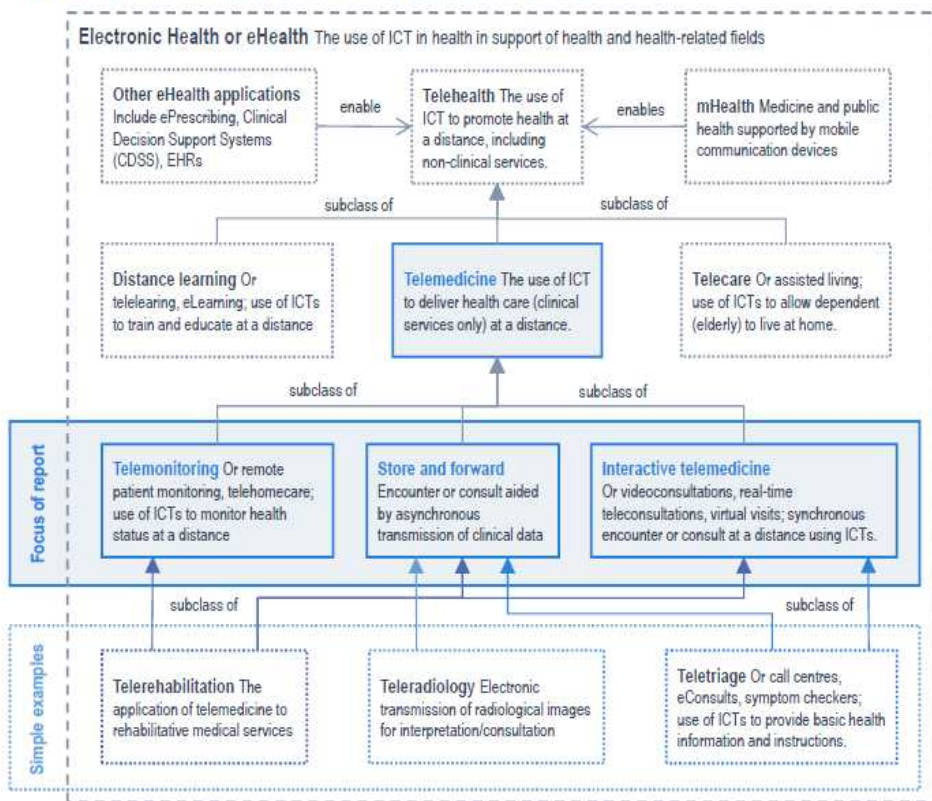 Electronic Health or eHealth The use of ICT in health in support of health and health-related fields
Other eHealth applications
Include ePrescribing, Clinical
Decision Support Systems
(CDSS), EHRs
enable
Telehealth The use of
ICT to promote health at
a distance, including
non-clinical services.
enables
mHealth Medicine and public
health supported by mobile
communication devices
subclass of
subclass of
Distance learning Or
telelearing, eLearning; use of ICTs
to train and educate at a distance
Telemedicine The use of ICT
to deliver health care (clinical
services only) at a distance.
Telecare Or assisted living;
use of ICTs to allow dependent
(elderly) to live at home.
subclass of
subclass of
subclass of
Focus of report
Telemonitoring Or remote
patient monitoring, telehomecare;
use of ICTs to monitor health
status at a distance
Store and forward
Encounter or consult aided
by asynchronous
transmission of clinical data
Interactive telemedicine
Or videoconsultations, real-time
teleconsultations, virtual visits; synchronous
encounter or consult at a distance using ICTs.
subclass of
subclass of
Simple examples
Telerehabilitation The
application of telemedicine to
rehabilitative medical services
Teleradiology Electronic
transmission of radiological images
for interpretation/consultation
Teletriage Or call centres,
eConsults, symptom checkers;
use of ICTs to provide basic health
information and instructions.